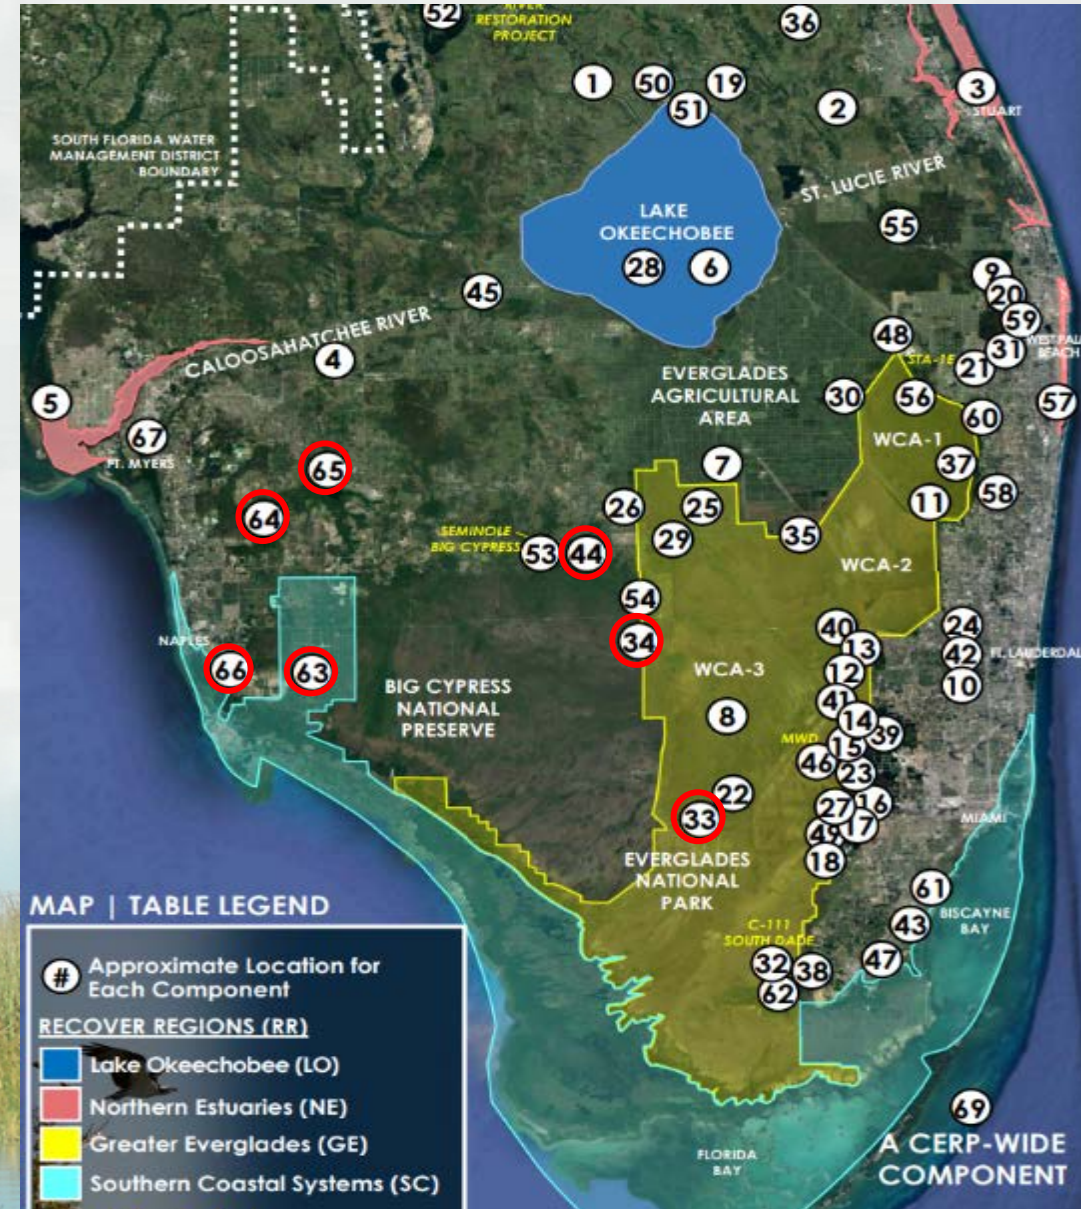 52
RIVER
RESTORATION
PROJECT
36
1
50
19
51
2
3
STUART
SOUTH FLORIDA WATER
MANAGEMENT DISTRICT
BOUNDARY
ST. LUCIE RIVER
LAKE
OKEECHOBEE
55
28
6
9
45
20
59
CALOOSAHATCHEE RIVER
48
31
WEST PAL
BEACH
4
STA-1E
21
EVERGLADES
AGRICULTURAL
AREA
5
30
56
57
60
67
FT. MYERS
WCA-1
65
7
37
58
64
26
25
11
SEMINOLE
BIG CYPRESS
53
44
29
35
WCA-2
54
40
24
NAPLES
34
13
42
FT. LAUDERDAL
66
63
WCA-3
12
10
BIG CYPRESS
NATIONAL
PRESERVE
41
8
14
39
MWD
15
46
23
22
33
27
16
49
17
MIAMI
EVERGLADES
NATIONAL
PARK
18
61
MAP | TABLE LEGEND
BISCAYNE
BAY
43
C-111
SOUTH DADE
32
38
47
62
# Approximate Location for
Each Component
RECOVER REGIONS (RR)
Lake Okeechobee (LO)
Northern Estuaries (NE)
Greater Everglades (GE)
Southern Coastal Systems (SC)
69
A CERP-WIDE
COMPONENT
FLORIDA
BAY